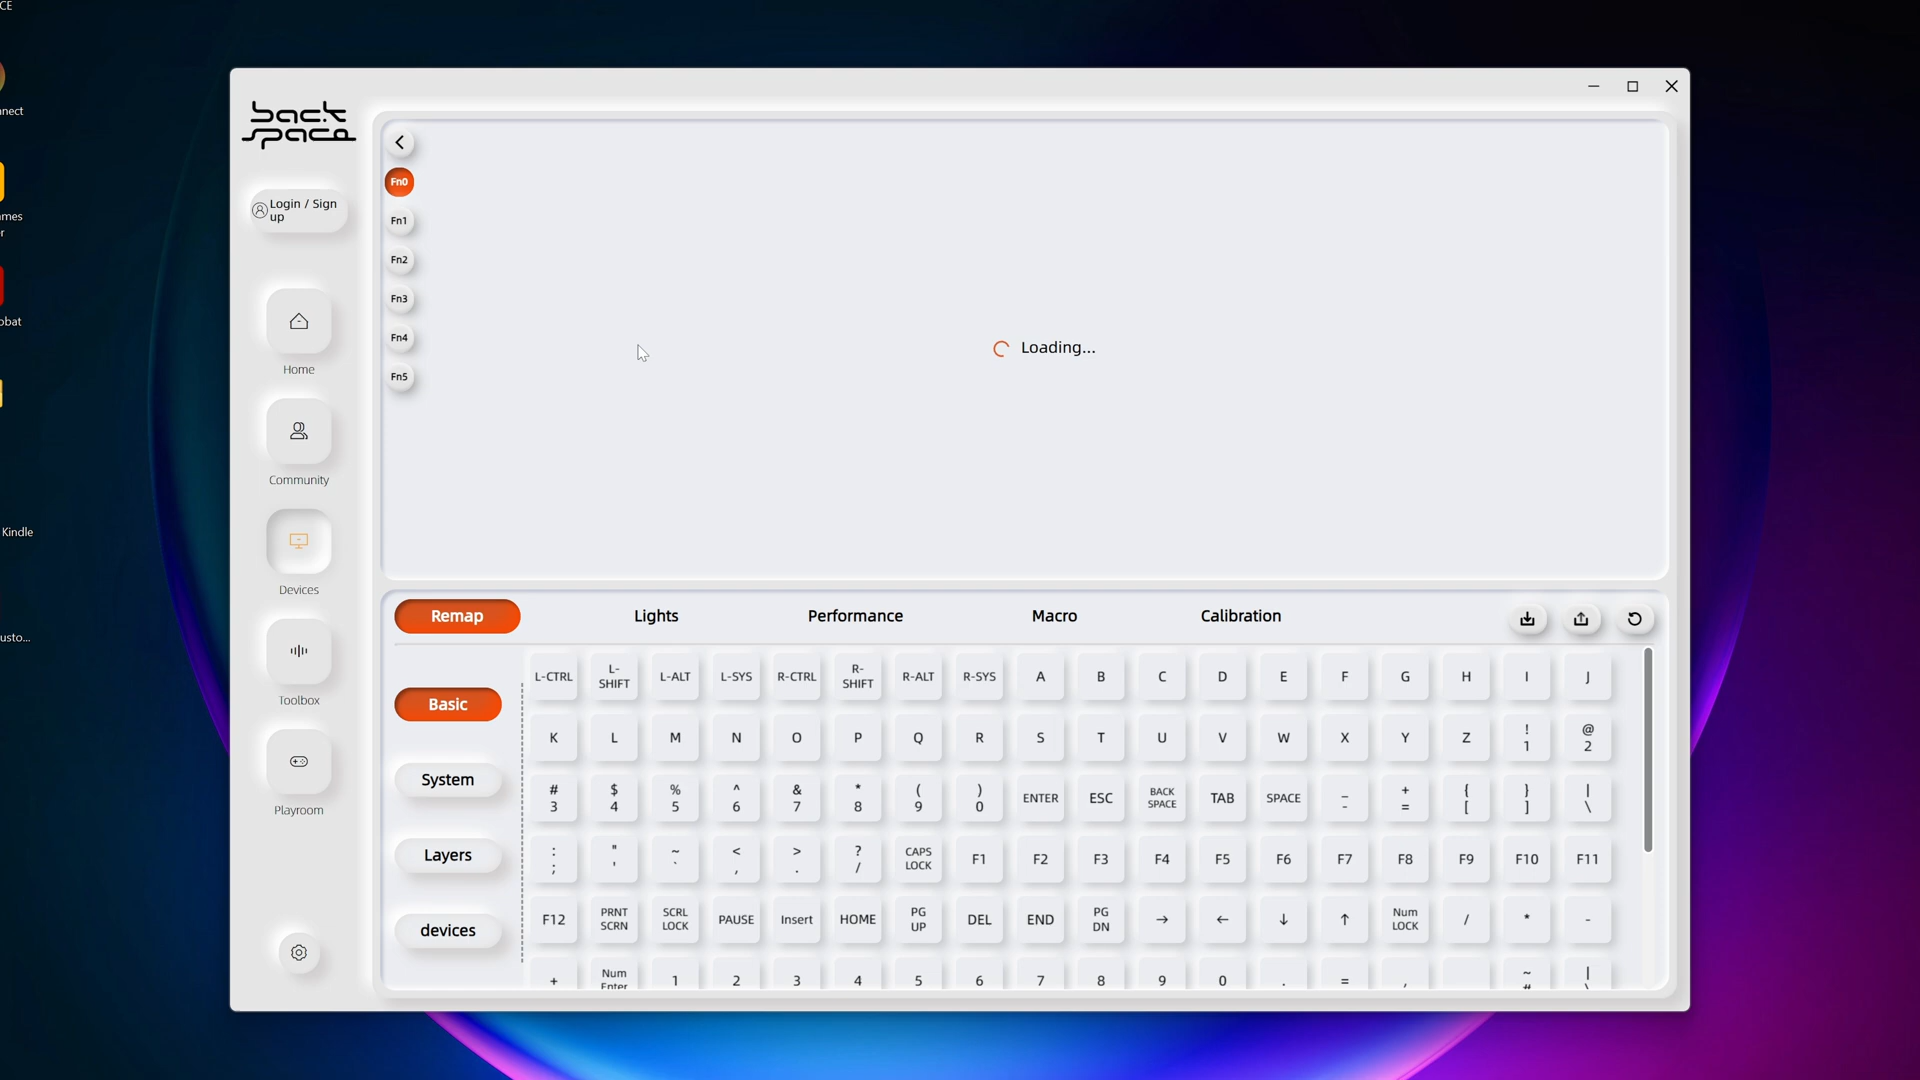 CE
nnect
mes
er
obat
Kindle
usto...
back
space
Login / Sign
up
Home
Community
Devices
Toolbox
Playroom
Fn0
Fn1
Fn2
Fn3
Fn4
Fn5
Loading...
Remap Lights Performance Macro Calibration
Basic
System
Layers
devices
L-CTRL L-SHIFT L-ALT L-SYS R-CTRL R-SHIFT R-ALT R-SYS A B C D E F G H I J
K L M N O P Q R S T U V W X Y Z ! 1 @ 2
# 3 $ 4 % 5 ^ 6 & 7 * 8 ( 9 ) 0 ENTER ESC BACK SPACE TAB SPACE _ - + = { [ } ] | \
: ; " ' ~ ` < , > . ? / CAPS LOCK F1 F2 F3 F4 F5 F6 F7 F8 F9 F10 F11
F12 PRNT SCRN SCRL LOCK PAUSE Insert HOME PG UP DEL END PG DN → ← ↓ ↑ Num LOCK / * -
+ Num Enter 1 2 3 4 5 6 7 8 9 0 . = , ~ # | \